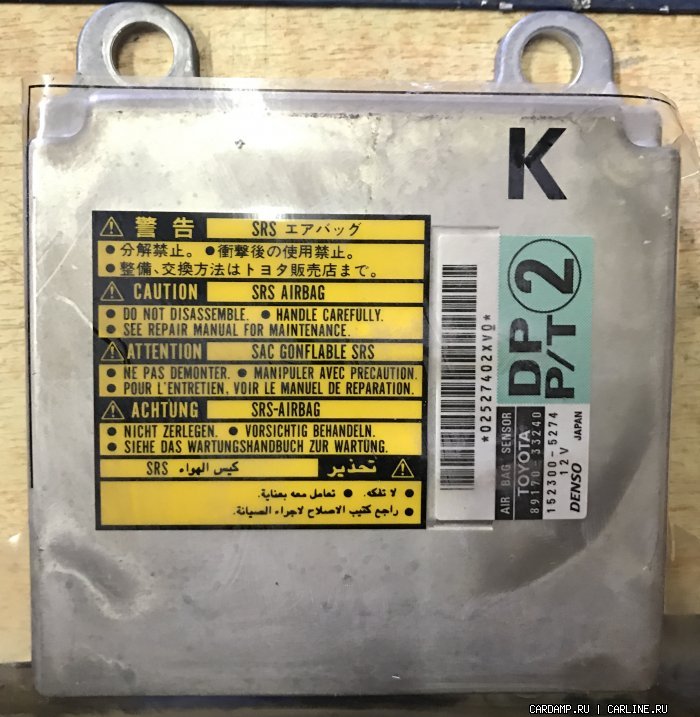 K
警告 SRS エアバッグ
●分解禁止。 ●衝撃後の使用禁止。
●整備、交換方法はトヨタ販売店まで。
CAUTION SRS AIRBAG
● DO NOT DISASSEMBLE. ● HANDLE CAREFULLY.
● SEE REPAIR MANUAL FOR MAINTENANCE.
ATTENTION SAC GONFLABLE SRS
● NE PAS DEMONTER. ● MANIPULER AVEC PRECAUTION.
● POUR L'ENTRETIEN, VOIR LE MANUEL DE REPARATION.
ACHTUNG SRS-AIRBAG
● NICHT ZERLEGEN. ● VORSICHTIG BEHANDELN.
● SIEHE DAS WARTUNGSHANDBUCH ZUR WARTUNG.
تحذير كيس الهواء SRS
● لا تفكه. ● تعامل معه بعناية.
● راجع كتيب الاصلاح لاجراء الصيانة.
*02527402XV0*
DP 2
P/T
AIR BAG SENSOR
TOYOTA
89170-33240
152300-5274
12V
DENSO JAPAN
CARDAMP.RU | CARLINE.RU